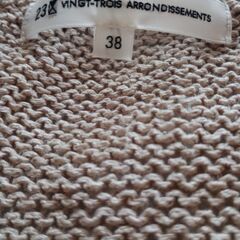 23 VINGT-TROIS ARRONDISSEMENTS
38